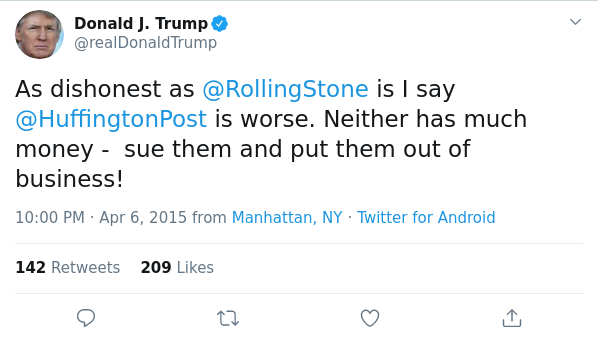 Donald J. Trump
@realDonaldTrump
As dishonest as @RollingStone is I say
@HuffingtonPost is worse. Neither has much
money -  sue them and put them out of
business!
10:00 PM · Apr 6, 2015 from Manhattan, NY · Twitter for Android
142 Retweets 209 Likes